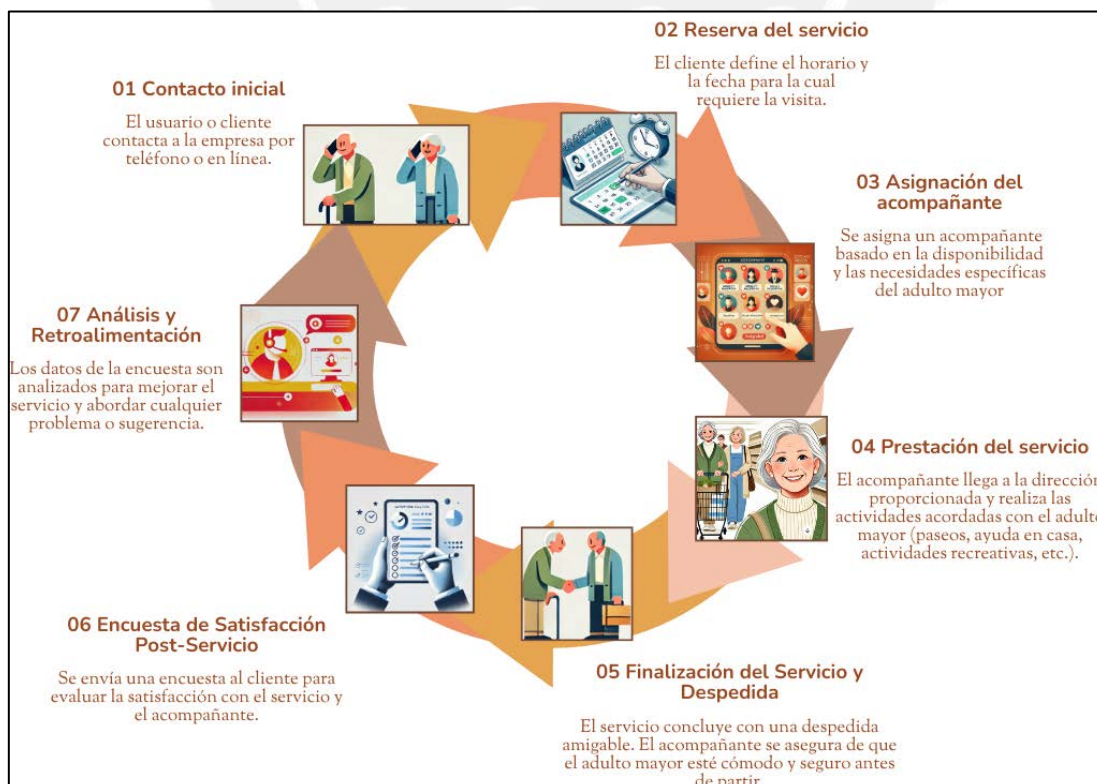 01 Contacto inicial
El usuario o cliente
contacta a la empresa por
teléfono o en línea.
02 Reserva del servicio
El cliente define el horario y
la fecha para la cual
requiere la visita.
03 Asignación del
acompañante
Se asigna un acompañante
basado en la disponibilidad
y las necesidades específicas
del adulto mayor
04 Prestación del servicio
El acompañante llega a la dirección
proporcionada y realiza las
actividades acordadas con el adulto
mayor (paseos, ayuda en casa,
actividades recreativas, etc.).
05 Finalización del Servicio y
Despedida
El servicio concluye con una despedida
amigable. El acompañante se asegura de que
el adulto mayor esté cómodo y seguro antes
de partir
06 Encuesta de Satisfacción
Post-Servicio
Se envía una encuesta al cliente para
evaluar la satisfacción con el servicio y
el acompañante.
07 Análisis y
Retroalimentación
Los datos de la encuesta son
analizados para mejorar el
servicio y abordar cualquier
problema o sugerencia.